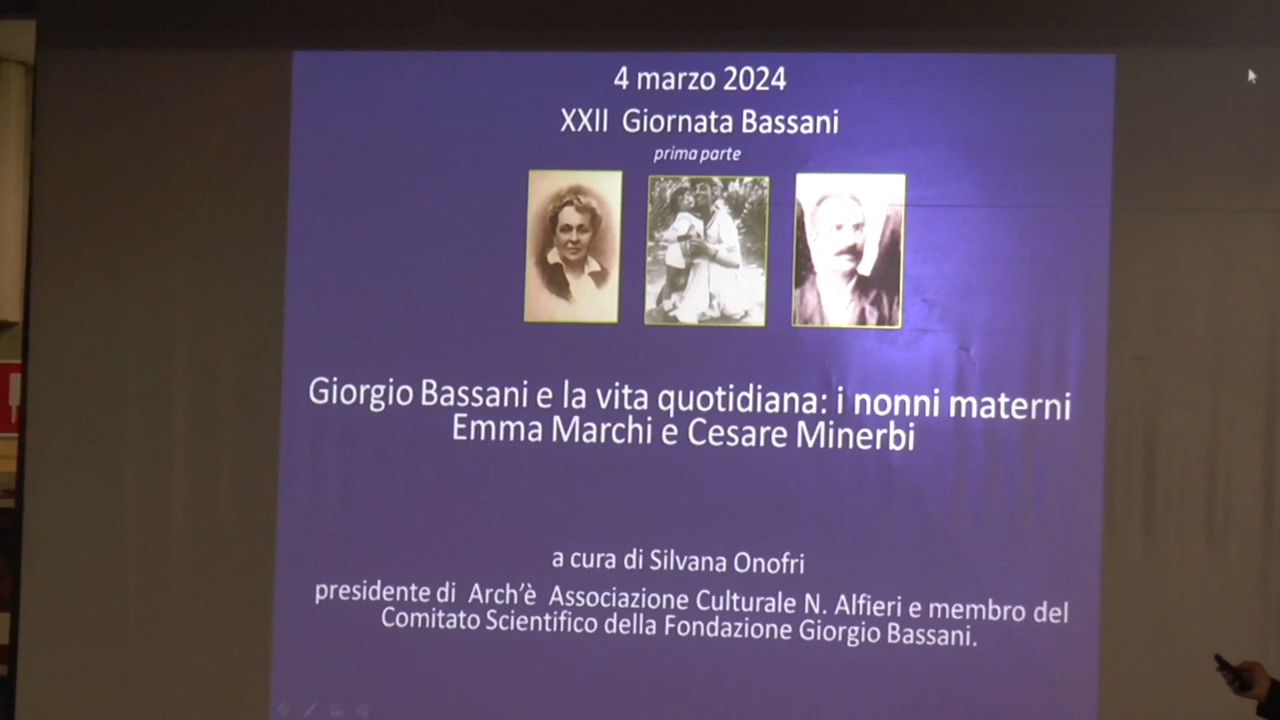 4 marzo 2024
XXII Giornata Bassani
prima parte
Giorgio Bassani e la vita quotidiana: i nonni materni
Emma Marchi e Cesare Minerbi
a cura di Silvana Onofri
presidente di Arch'è Associazione Culturale N. Alfieri e membro del
Comitato Scientifico della Fondazione Giorgio Bassani.